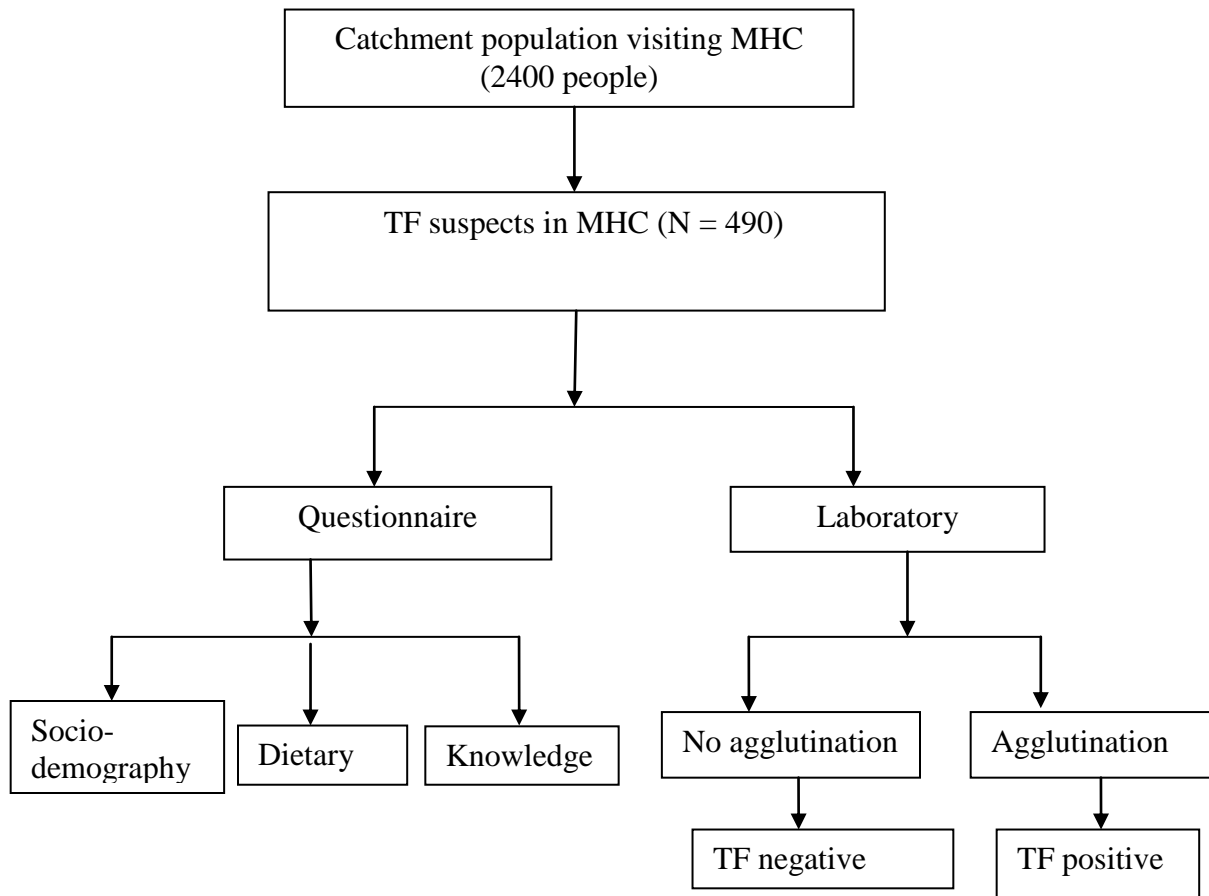 Catchment population visiting MHC
(2400 people)
TF suspects in MHC (N = 490)
Questionnaire
Laboratory
Socio-
demography
Dietary
Knowledge
No agglutination
Agglutination
TF negative
TF positive